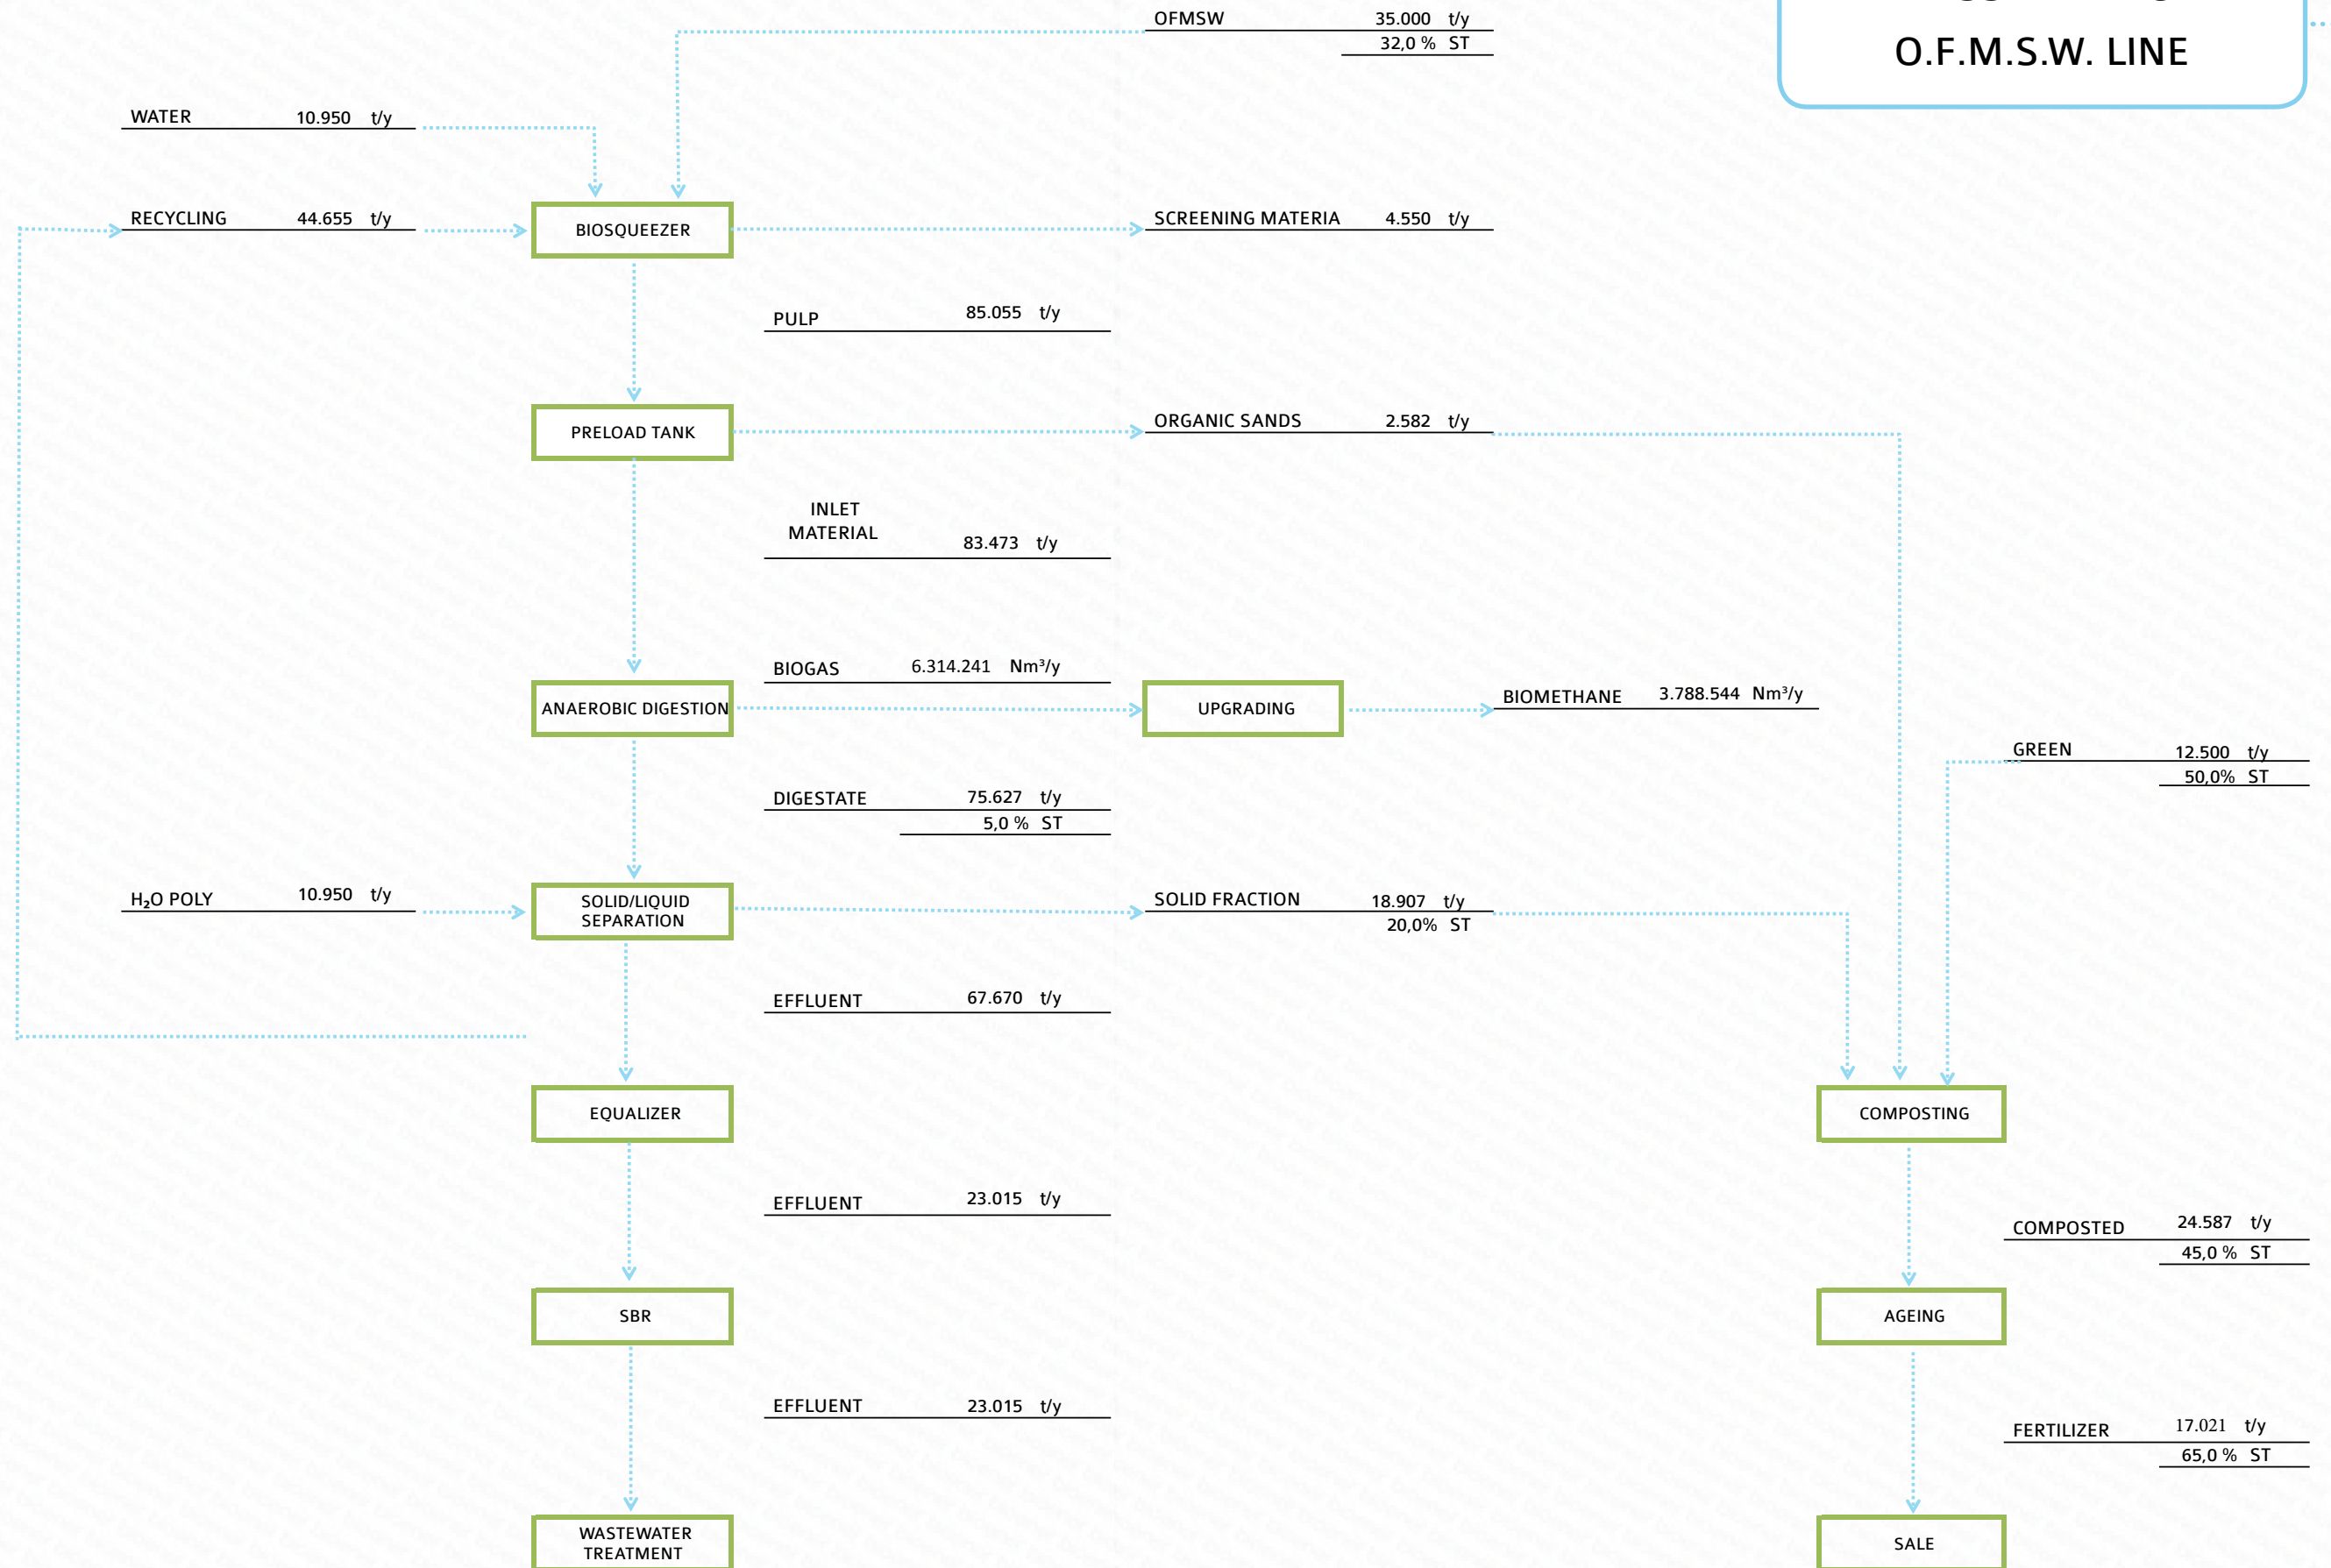 OFMSW 35.000 t/y
32,0 % ST
O.F.M.S.W. LINE
WATER 10.950 t/y
RECYCLING 44.655 t/y
BIOSQUEEZER
SCREENING MATERIA 4.550 t/y
PULP 85.055 t/y
PRELOAD TANK
ORGANIC SANDS 2.582 t/y
INLET
MATERIAL
83.473 t/y
BIOGAS 6.314.241 Nm³/y
ANAEROBIC DIGESTION
UPGRADING
BIOMETHANE 3.788.544 Nm³/y
GREEN 12.500 t/y
50,0% ST
DIGESTATE 75.627 t/y
5,0 % ST
H₂O POLY 10.950 t/y
SOLID/LIQUID
SEPARATION
SOLID FRACTION 18.907 t/y
20,0% ST
EFFLUENT 67.670 t/y
EQUALIZER
COMPOSTING
EFFLUENT 23.015 t/y
COMPOSTED 24.587 t/y
45,0 % ST
SBR
AGEING
EFFLUENT 23.015 t/y
FERTILIZER 17.021 t/y
65,0 % ST
WASTEWATER
TREATMENT
SALE